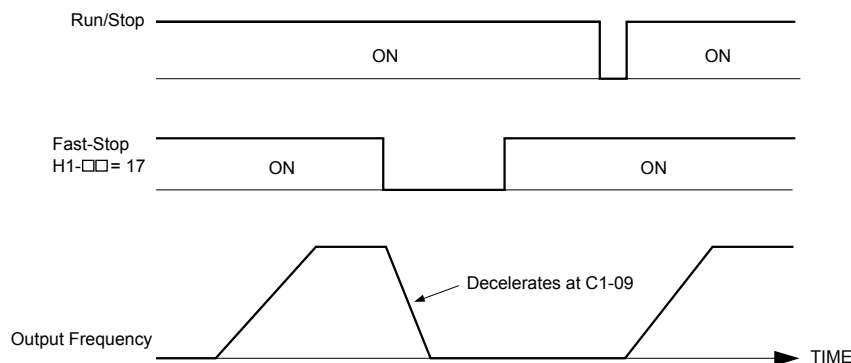 Run/Stop
ON
ON
Fast-Stop
H1-□□= 17
ON
ON
Decelerates at C1-09
Output Frequency
TIME